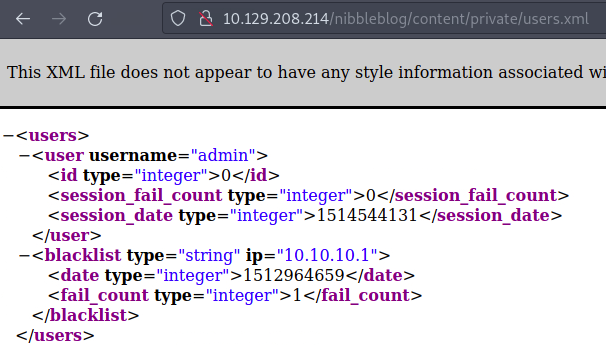 10.129.208.214/nibbleblog/content/private/users.xml
This XML file does not appear to have any style information associated wi
−<users>
−<user username="admin">
<id type="integer">0</id>
<session_fail_count type="integer">0</session_fail_count>
<session_date type="integer">1514544131</session_date>
</user>
−<blacklist type="string" ip="10.10.10.1">
<date type="integer">1512964659</date>
<fail_count type="integer">1</fail_count>
</blacklist>
</users>